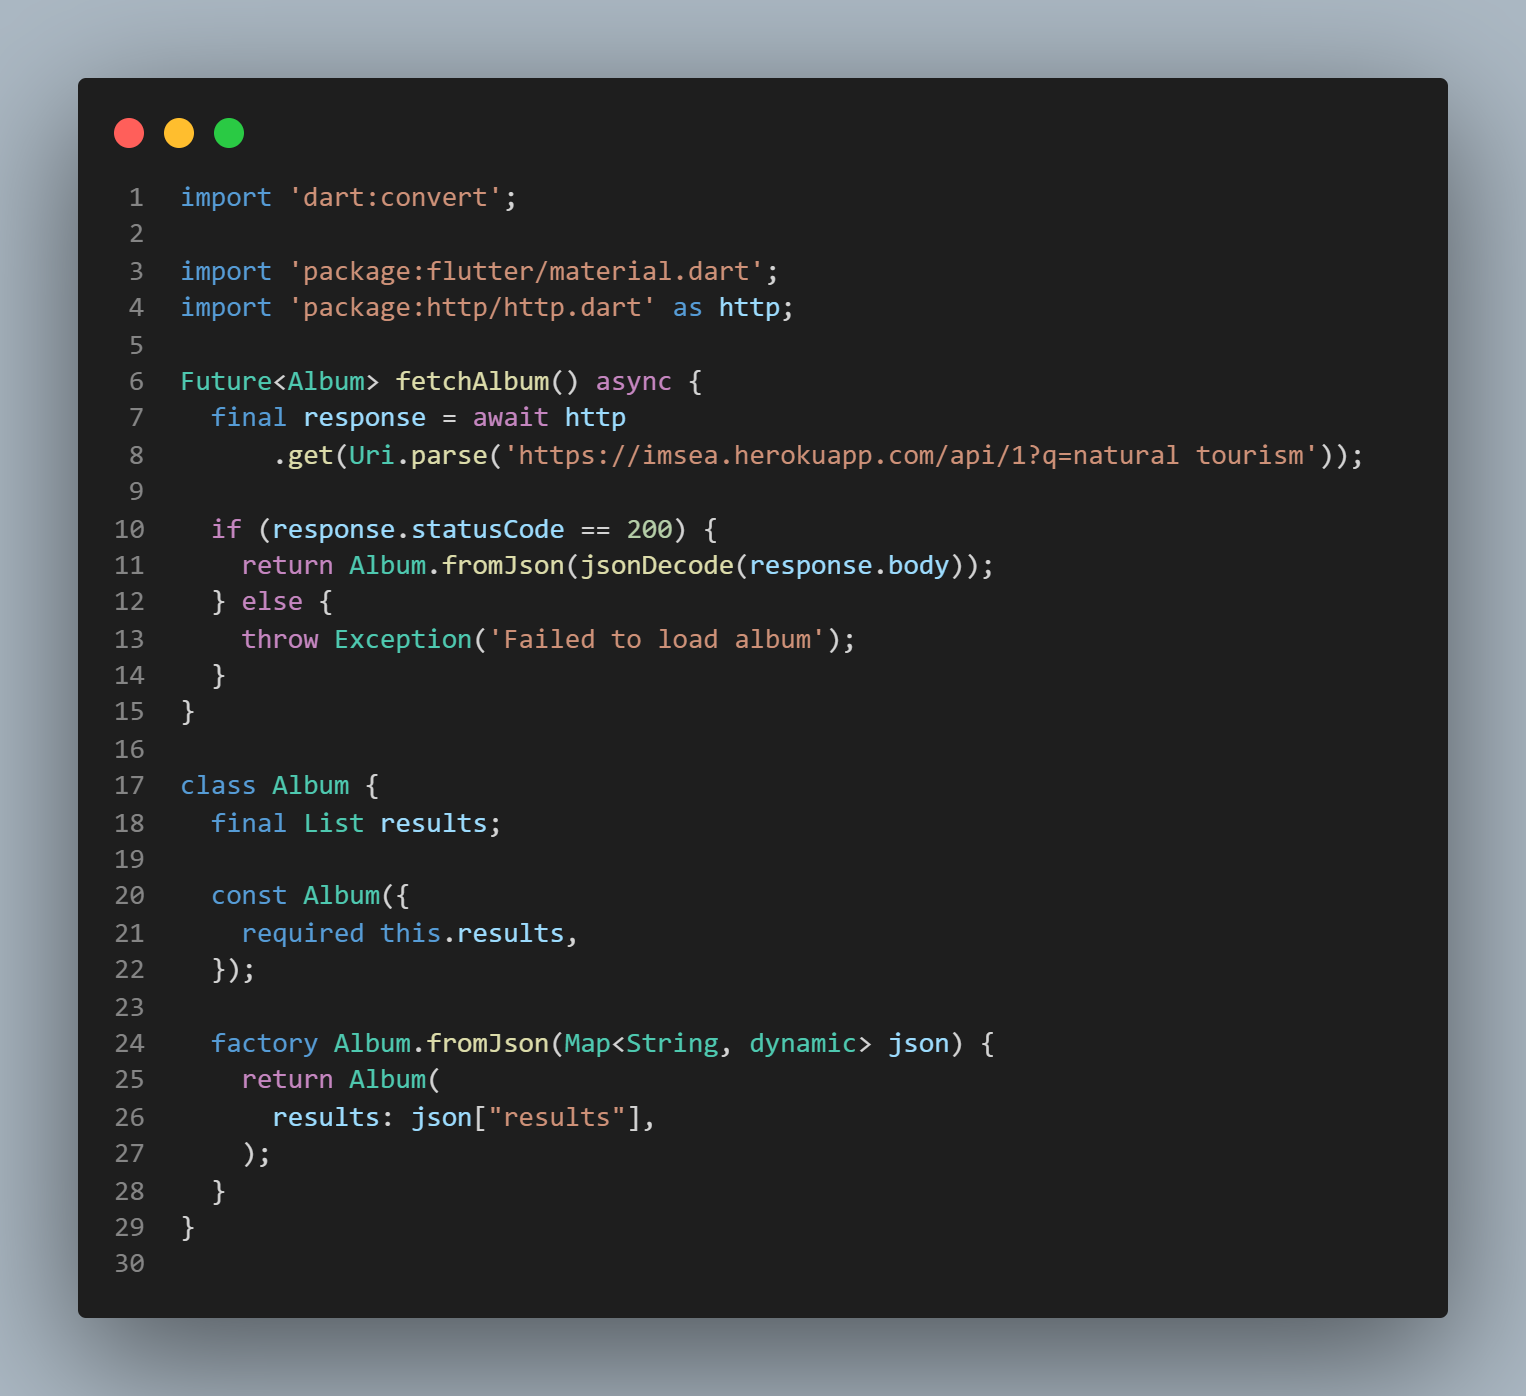 1 import 'dart:convert';
2
3 import 'package:flutter/material.dart';
4 import 'package:http/http.dart' as http;
5
6 Future<Album> fetchAlbum() async {
7   final response = await http
8       .get(Uri.parse('https://imsea.herokuapp.com/api/1?q=natural tourism'));
9
10   if (response.statusCode == 200) {
11     return Album.fromJson(jsonDecode(response.body));
12   } else {
13     throw Exception('Failed to load album');
14   }
15 }
16
17 class Album {
18   final List results;
19
20   const Album({
21     required this.results,
22   });
23
24   factory Album.fromJson(Map<String, dynamic> json) {
25     return Album(
26       results: json["results"],
27     );
28   }
29 }
30